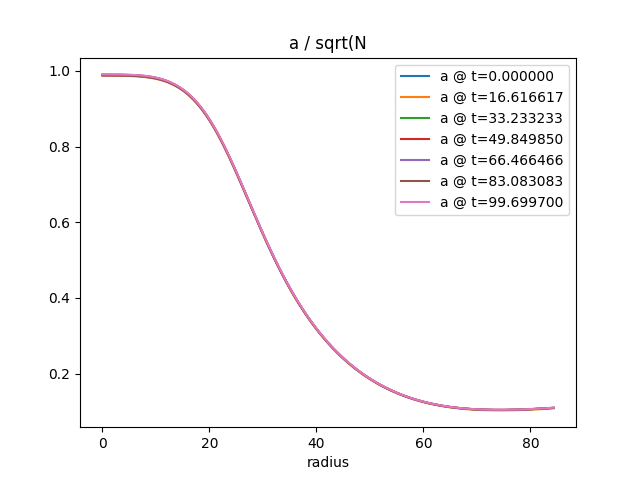 a / sqrt(N
1.0
0.8
0.6
0.4
0.2
a @ t=0.000000
a @ t=16.616617
a @ t=33.233233
a @ t=49.849850
a @ t=66.466466
a @ t=83.083083
a @ t=99.699700
0 20 40 60 80
radius